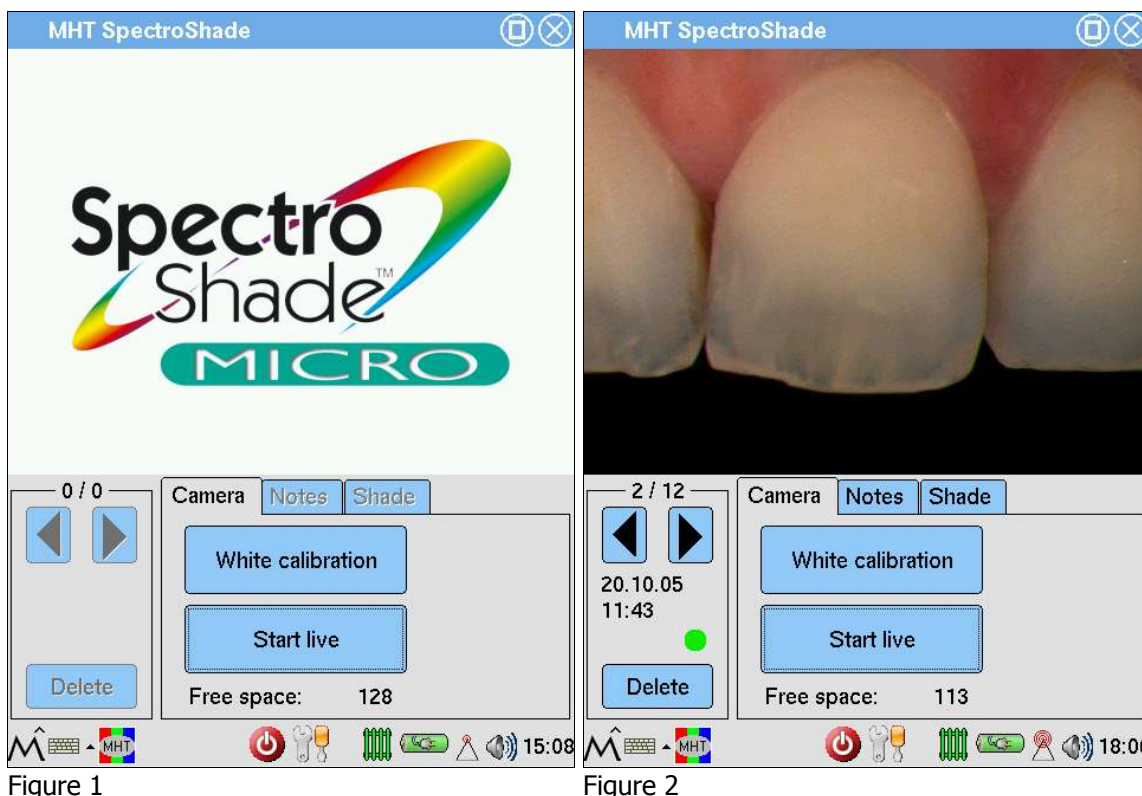 MHT SpectroShade
Spectro
Shade™
MICRO
0 / 0
Camera Notes Shade
White calibration
Start live
Delete
Free space: 128
MHT
15:08
Figure 1
MHT SpectroShade
2 / 12
Camera Notes Shade
White calibration
20.10.05
11:43
Start live
Delete
Free space: 113
MHT
Figure 2